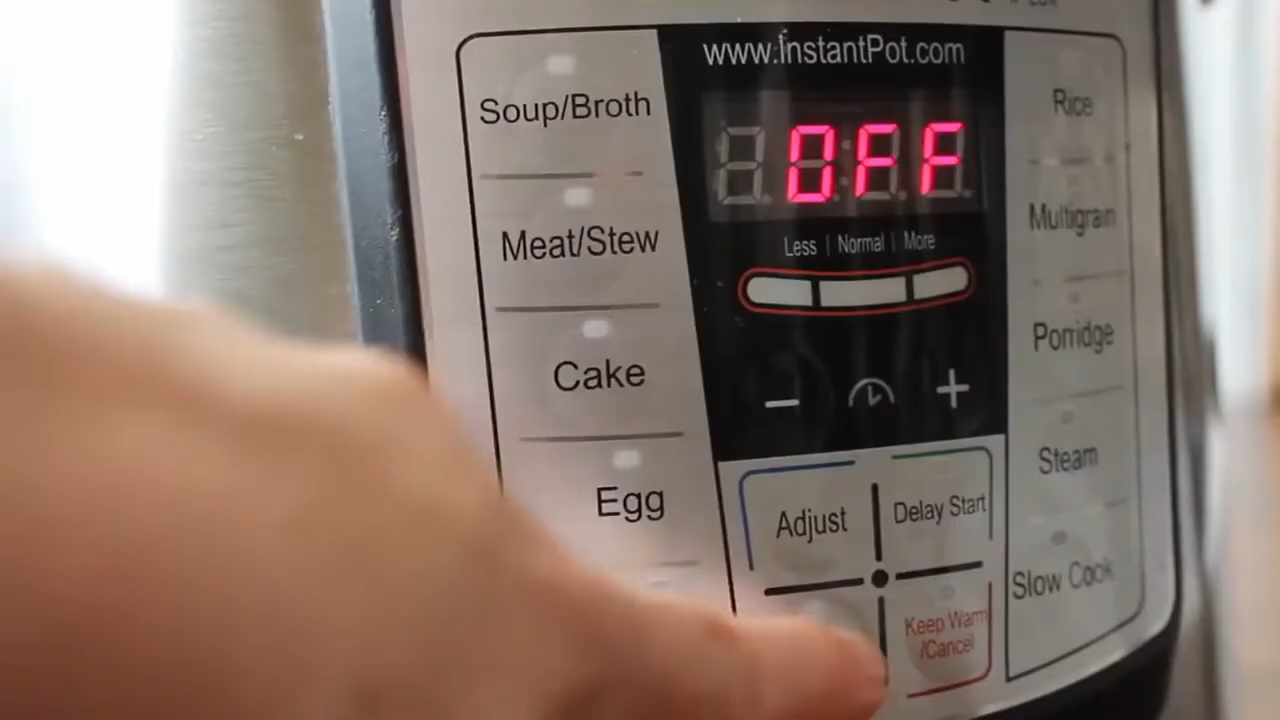 www.InstantPot.com
OFF
Less | Normal | More
Soup/Broth
Meat/Stew
Cake
Egg
Rice
Multigrain
Porridge
Steam
Slow Cook
− +
Adjust
Delay Start
Keep Warm
/Cancel